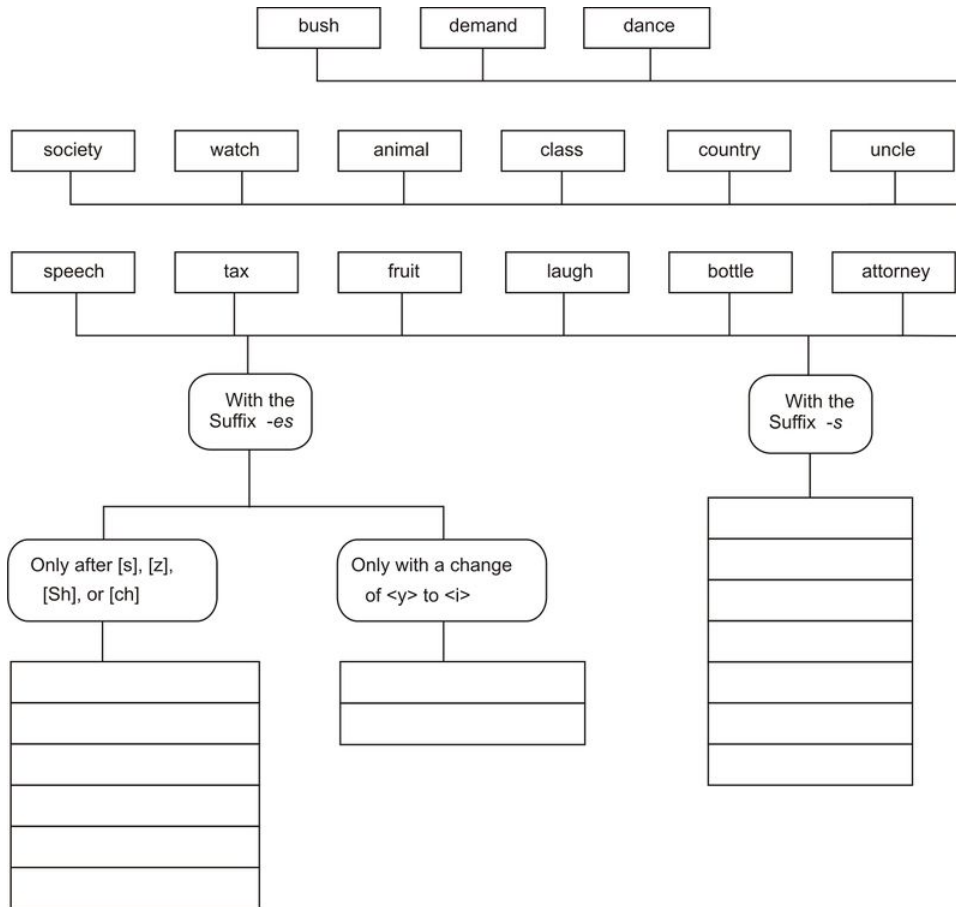 bush demand dance
society watch animal class country uncle
speech tax fruit laugh bottle attorney
With the
Suffix -es
With the
Suffix -s
Only after [s], [z],
[Sh], or [ch]
Only with a change
of <y> to <i>